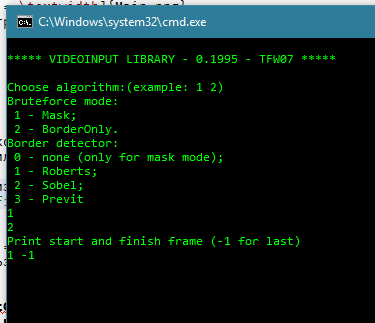 \textwidth]{Main.png}
C:\Windows\system32\cmd.exe
***** VIDEOINPUT LIBRARY - 0.1995 - TFW07 *****
Choose algorithm:(example: 1 2)
Bruteforce mode:
1 - Mask;
2 - BorderOnly.
Border detector:
0 - none (only for mask mode);
1 - Roberts;
2 - Sobel;
3 - Previt
1
2
Print start and finish frame (-1 for last)
1 -1